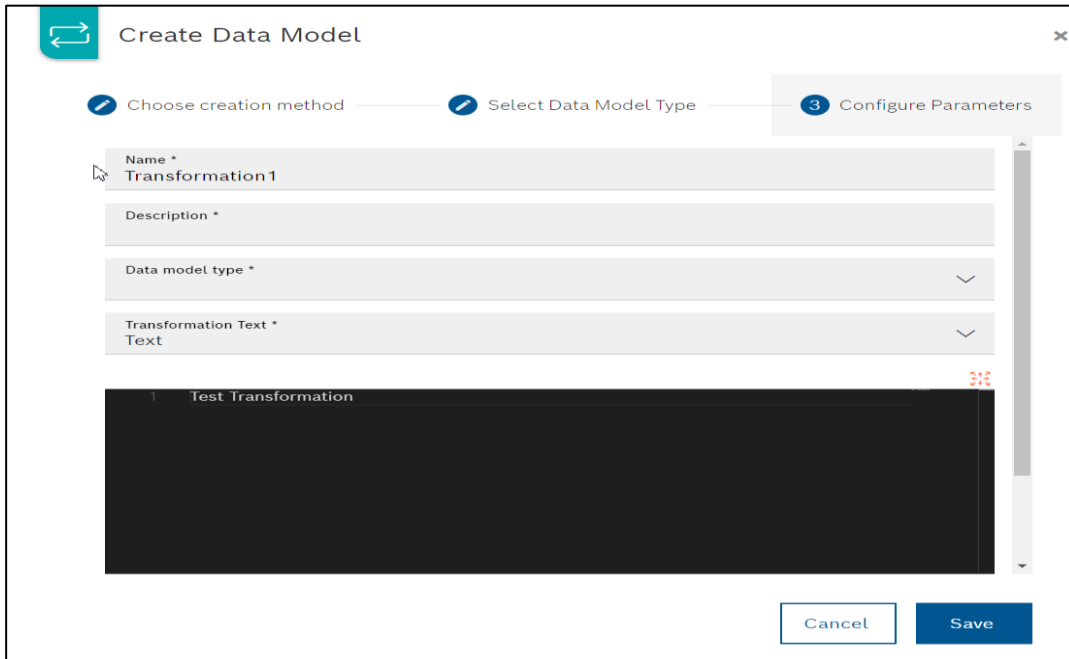 Create Data Model
Choose creation method
Select Data Model Type
3 Configure Parameters
Name *
Transformation1
Description *
Data model type *
Transformation Text *
Text
1 Test Transformation
Cancel
Save